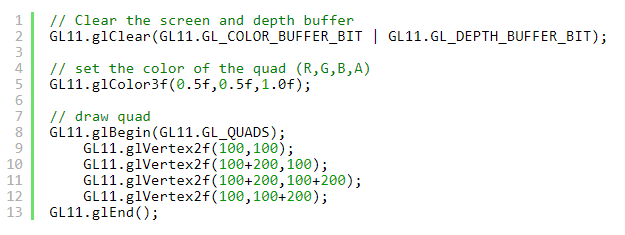 1 // Clear the screen and depth buffer
2 GL11.glClear(GL11.GL_COLOR_BUFFER_BIT | GL11.GL_DEPTH_BUFFER_BIT);
3
4 // set the color of the quad (R,G,B,A)
5 GL11.glColor3f(0.5f,0.5f,1.0f);
6
7 // draw quad
8 GL11.glBegin(GL11.GL_QUADS);
9     GL11.glVertex2f(100,100);
10     GL11.glVertex2f(100+200,100);
11     GL11.glVertex2f(100+200,100+200);
12     GL11.glVertex2f(100,100+200);
13 GL11.glEnd();